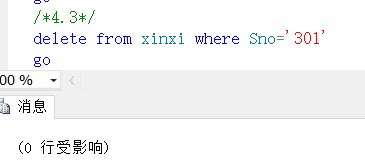 go
/*4.3*/
delete from xinxi where Sno='301'
go
00 %
消息
(0 行受影响)